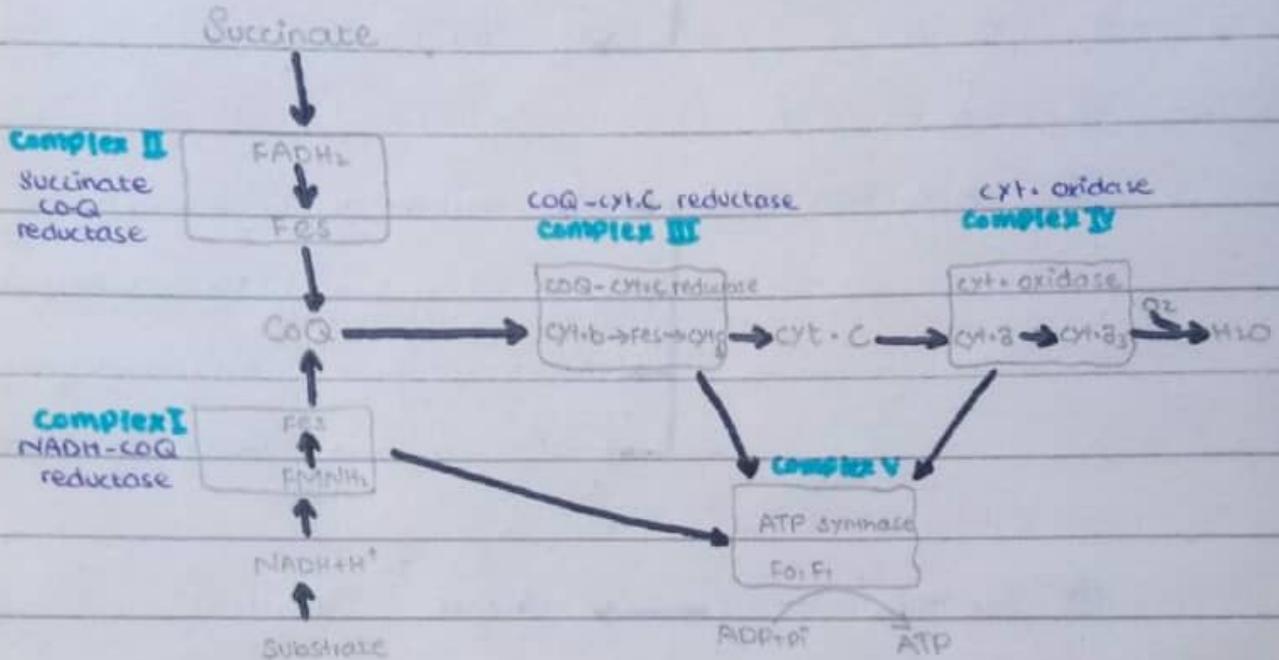 Succinate
Complex II
Succinate
COQ
reductase
FADH₂
FeS
COQ-cyt.C reductase
Complex III
cyt. oxidase
Complex IV
COQ-cyt.C reductase
cyt. oxidase
CoQ
cyt.b→FeS→cyt
cyt. C
cyt.a
cyt.a₃
O2
H2O
Complex I
NADH-COQ
reductase
FeS
FMNH₂
Complex V
ATP synthase
Fo, F₁
NADH+H⁺
Substrate
ADP+pi
ATP